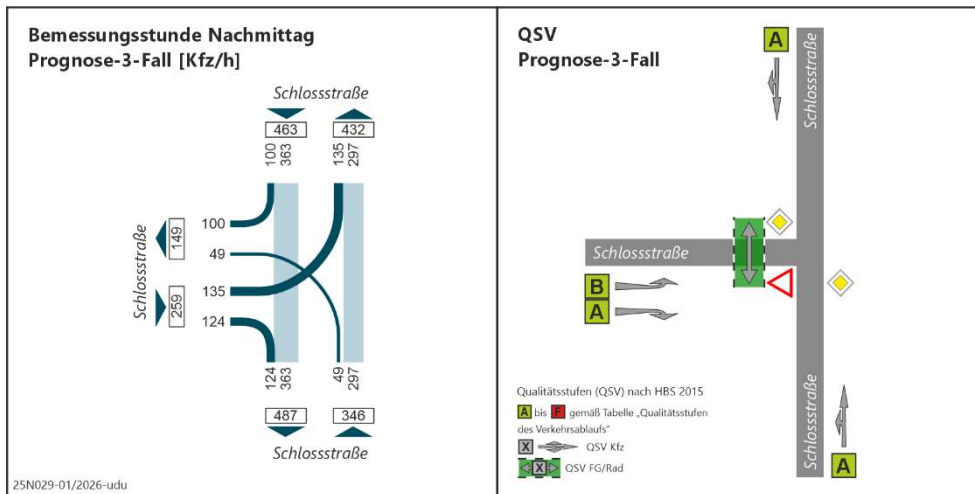 Bemessungsstunde Nachmittag
Prognose-3-Fall [Kfz/h]
Schlossstraße
463
432
100
363
135
297
Schlossstraße
149
259
100
49
135
124
124
363
49
297
487
346
Schlossstraße
25N029-01/2026-udu
QSV
Prognose-3-Fall
A
Schlossstraße
Schlossstraße
B
A
Schlossstraße
A
Qualitätsstufen (QSV) nach HBS 2015
A bis F gemäß Tabelle „Qualitätsstufen
des Verkehrsablaufs“
X QSV Kfz
X QSV FG/Rad